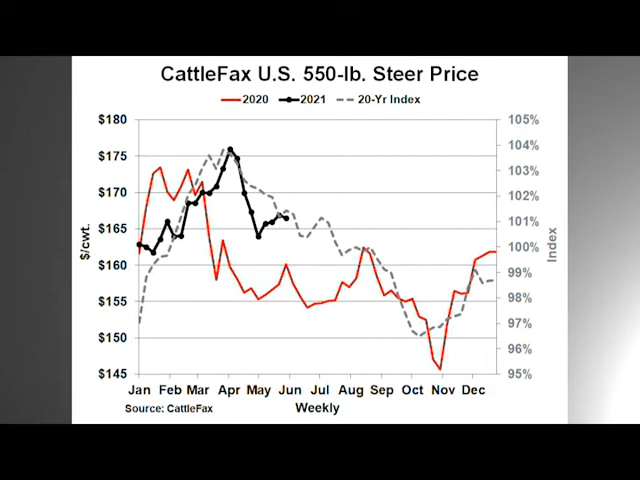 CattleFax U.S. 550-lb. Steer Price
2020 2021 20-Yr Index
$180 105%
104%
$175
103%
$170 102%
101%
$165
100%
$160
99%
$155 98%
97%
$150
96%
$145 95%
$/cwt.
Index
Jan Feb Mar Apr May Jun Jul Aug Sep Oct Nov Dec
Source: CattleFax Weekly